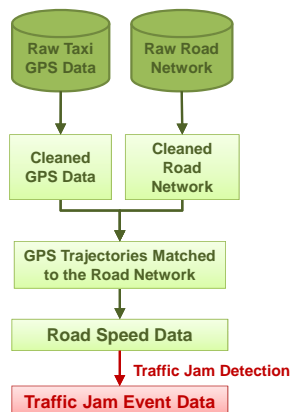 Raw Taxi
GPS Data
Raw Road
Network
Cleaned
GPS Data
Cleaned
Road
Network
GPS Trajectories Matched
to the Road Network
Road Speed Data
Traffic Jam Detection
Traffic Jam Event Data